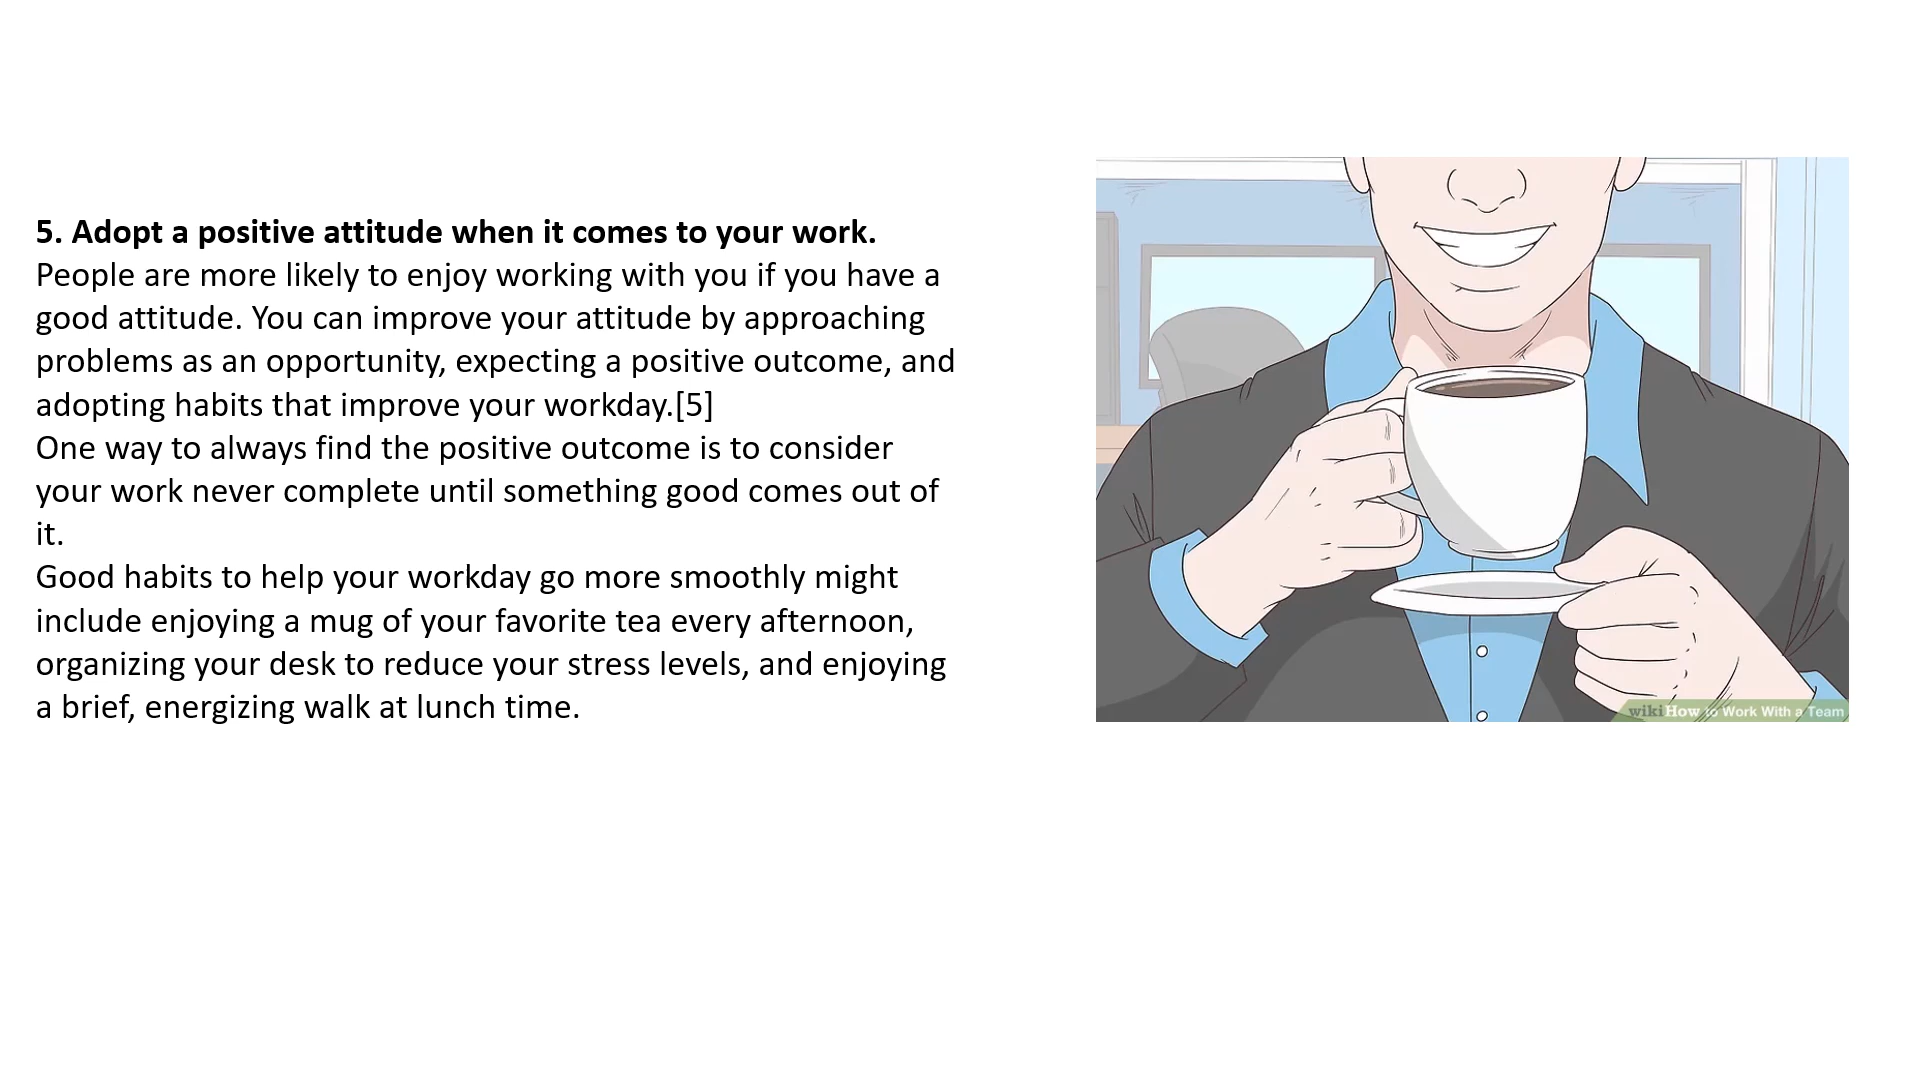 5. Adopt a positive attitude when it comes to your work.
People are more likely to enjoy working with you if you have a
good attitude. You can improve your attitude by approaching
problems as an opportunity, expecting a positive outcome, and
adopting habits that improve your workday.[5]
One way to always find the positive outcome is to consider
your work never complete until something good comes out of
it.
Good habits to help your workday go more smoothly might
include enjoying a mug of your favorite tea every afternoon,
organizing your desk to reduce your stress levels, and enjoying
a brief, energizing walk at lunch time.
wikiHow to Work With a Team